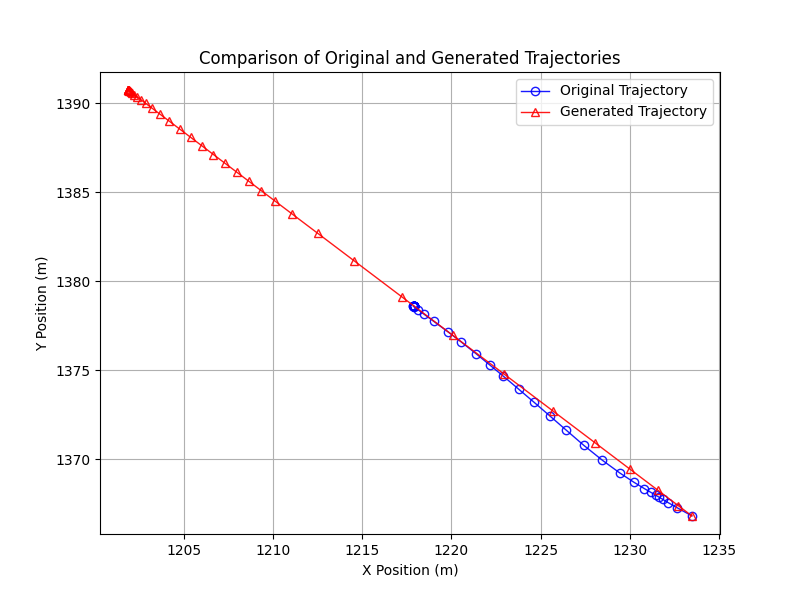 Comparison of Original and Generated Trajectories
Original Trajectory
Generated Trajectory
1390
1385
1380
1375
1370
Y Position (m)
1205 1210 1215 1220 1225 1230 1235
X Position (m)